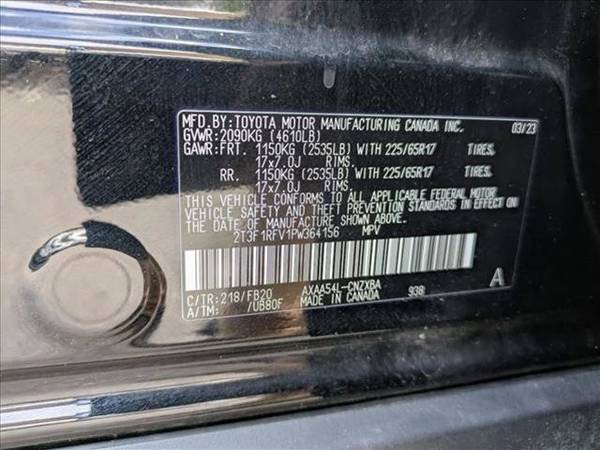 MFD.BY:TOYOTA MOTOR MANUFACTURING CANADA INC. 03/23
GVWR:2090KG (4610LB)
GAWR:FRT. 1150KG (2535LB) WITH 225/65R17 TIRES.
17x7.0J RIMS.
RR. 1150KG (2535LB) WITH 225/65R17 TIRES.
17x7.0J RIMS.
THIS VEHICLE CONFORMS TO ALL APPLICABLE FEDERAL MOTOR
VEHICLE SAFETY AND THEFT PREVENTION STANDARDS IN EFFECT ON
THE DATE OF MANUFACTURE SHOWN ABOVE.
2T3F1RFV1PW364156 MPV
C/TR:218/FB20 AXAA54L-CNZXBA A
A/TM: /UB80F MADE IN CANADA 938